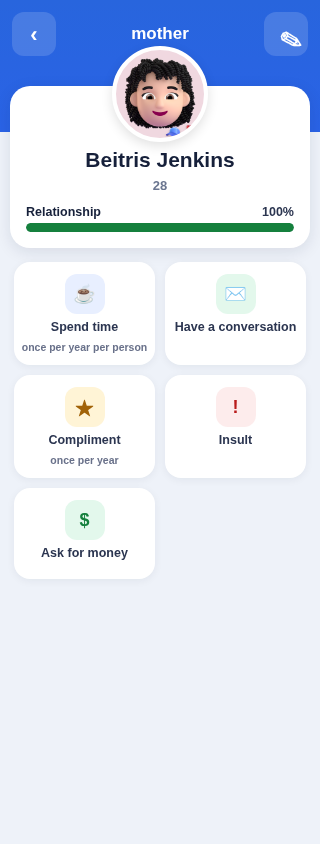 mother
Beitris Jenkins
28
Relationship 100%
Spend time
once per year per person
Have a conversation
Compliment
once per year
!
Insult
$
Ask for money